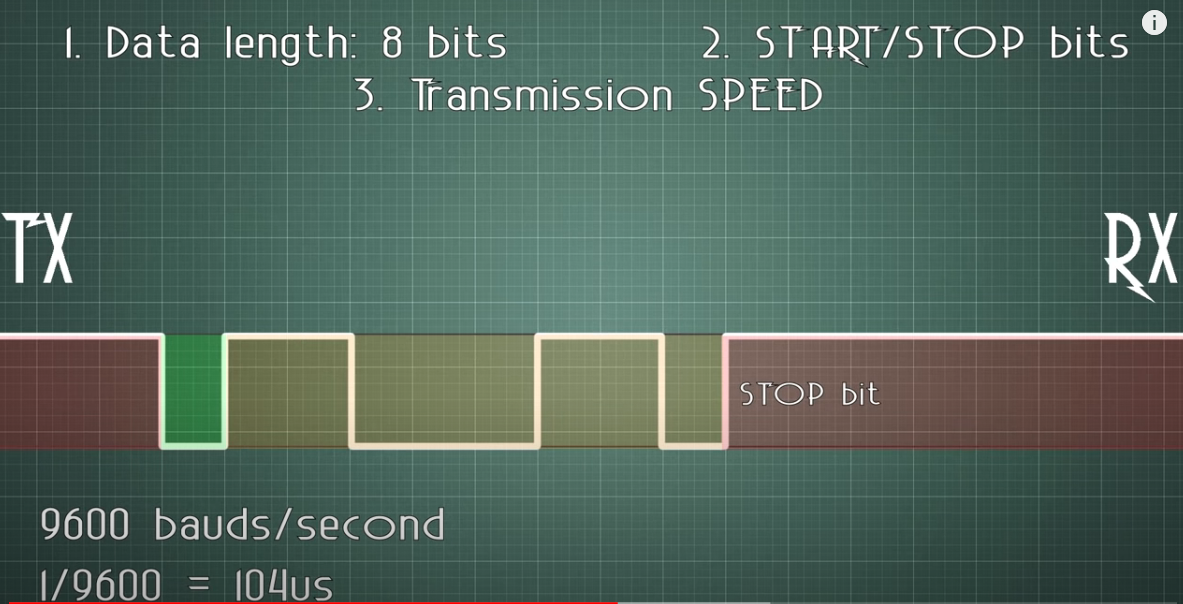 1. Data length: 8 bits 2. START/STOP bits
3. Transmission SPEED
TX RX
STOP bit
9600 bauds/second
1/9600 = 104us